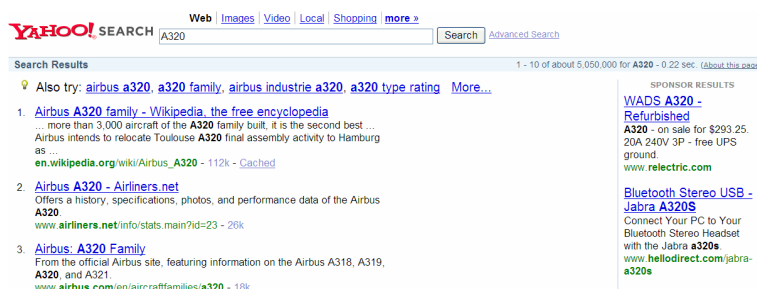 Web | Images | Video | Local | Shopping | more »
YAHOO! SEARCH
A320
Search
Advanced Search
Search Results
1 - 10 of about 5,050,000 for A320 - 0.22 sec. (About this page
Also try: airbus a320, a320 family, airbus industrie a320, a320 type rating More...
1. Airbus A320 family - Wikipedia, the free encyclopedia
... more than 3,000 aircraft of the A320 family built, it is the second best ...
Airbus intends to relocate Toulouse A320 final assembly activity to Hamburg
as ...
en.wikipedia.org/wiki/Airbus_A320 - 112k - Cached
2. Airbus A320 - Airliners.net
Offers a history, specifications, photos, and performance data of the Airbus
A320.
www.airliners.net/info/stats.main?id=23 - 26k
3. Airbus: A320 Family
From the official Airbus site, featuring information on the Airbus A318, A319,
A320, and A321.
www.airbus.com/en/aircraftfamilies/a320 - 18k
SPONSOR RESULTS
WADS A320 -
Refurbished
A320 - on sale for $293.25.
20A 240V 3P - free UPS
ground.
www.relectric.com
Bluetooth Stereo USB -
Jabra A320S
Connect Your PC to Your
Bluetooth Stereo Headset
with the Jabra a320s.
www.hellodirect.com/jabra-
a320s